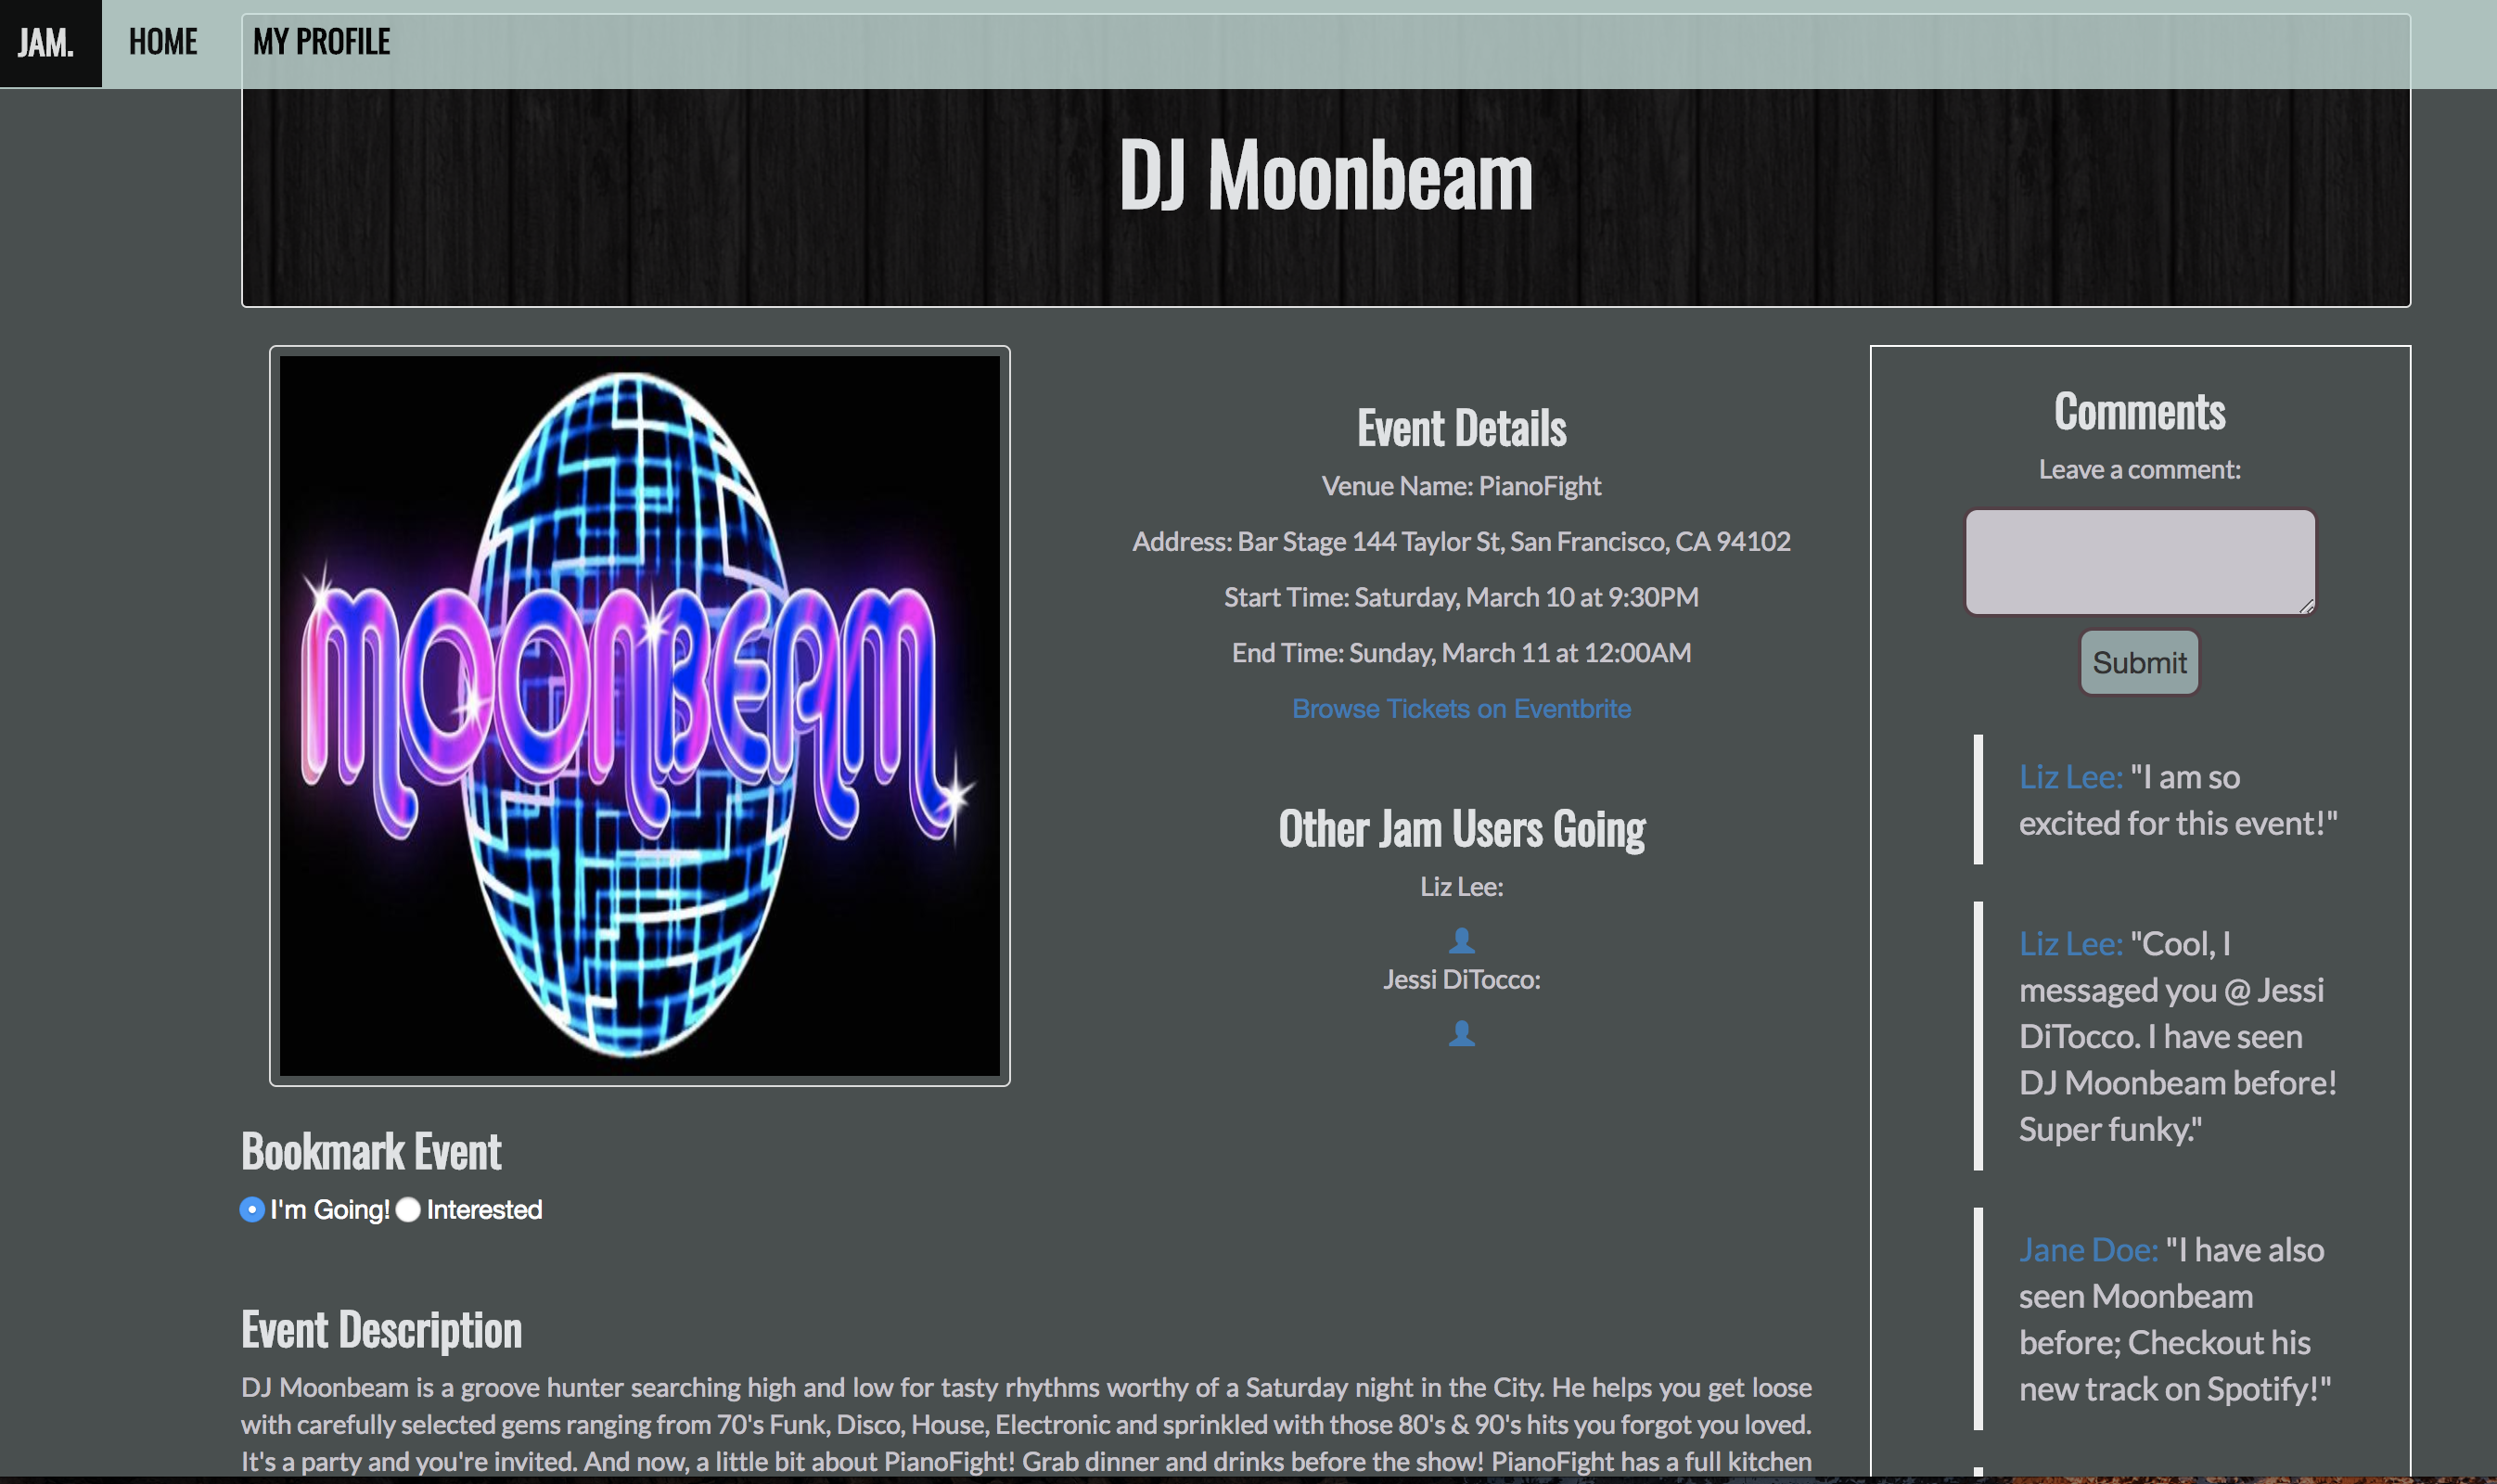 JAM.
HOME
MY PROFILE
DJ Moonbeam
MOONBEAM
Event Details
Venue Name: PianoFight
Address: Bar Stage 144 Taylor St, San Francisco, CA 94102
Start Time: Saturday, March 10 at 9:30PM
End Time: Sunday, March 11 at 12:00AM
Browse Tickets on Eventbrite
Other Jam Users Going
Liz Lee:
Jessi DiTocco:
Bookmark Event
I'm Going!
Interested
Event Description
DJ Moonbeam is a groove hunter searching high and low for tasty rhythms worthy of a Saturday night in the City. He helps you get loose
with carefully selected gems ranging from 70's Funk, Disco, House, Electronic and sprinkled with those 80's & 90's hits you forgot you loved.
It's a party and you're invited. And now, a little bit about PianoFight! Grab dinner and drinks before the show! PianoFight has a full kitchen
Comments
Leave a comment:
Submit
Liz Lee: "I am so
excited for this event!"
Liz Lee: "Cool, I
messaged you @ Jessi
DiTocco. I have seen
DJ Moonbeam before!
Super funky."
Jane Doe: "I have also
seen Moonbeam
before; Checkout his
new track on Spotify!"